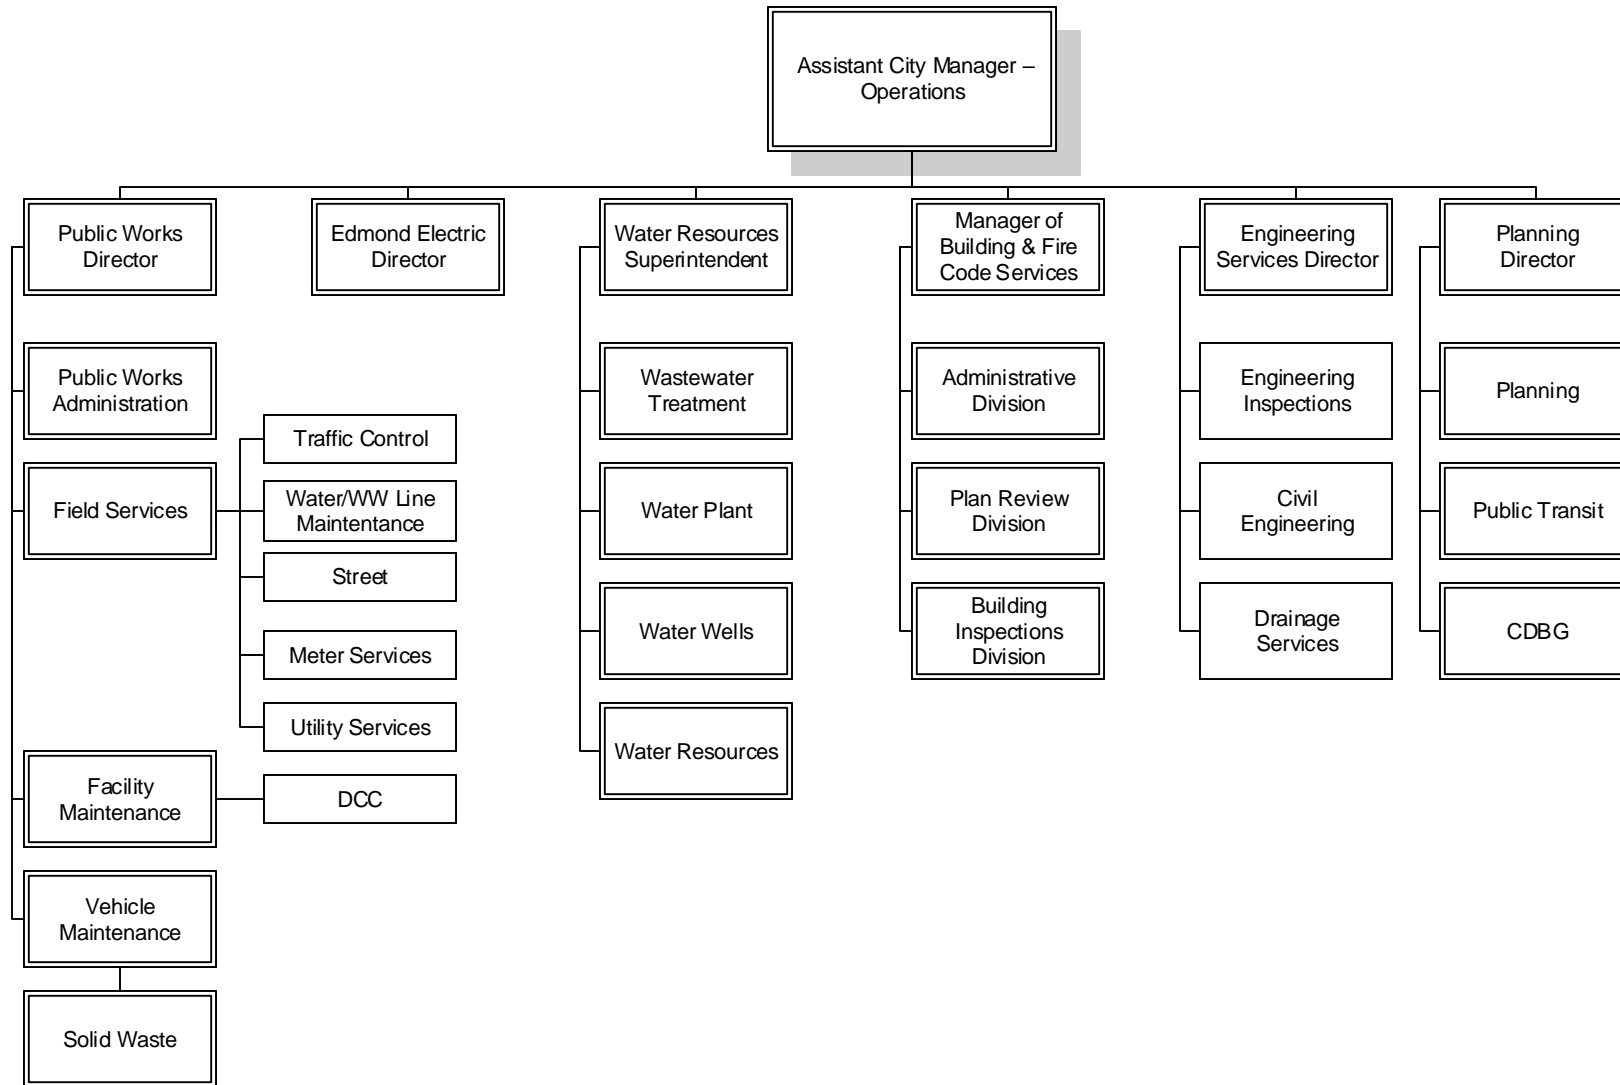 Assistant City Manager –
Operations
Public Works
Director
Edmond Electric
Director
Water Resources
Superintendent
Manager of
Building & Fire
Code Services
Engineering
Services Director
Planning
Director
Public Works
Administration
Field Services
Traffic Control
Water/WW Line
Maintentance
Street
Meter Services
Utility Services
Facility
Maintenance
DCC
Vehicle
Maintenance
Solid Waste
Wastewater
Treatment
Water Plant
Water Wells
Water Resources
Administrative
Division
Plan Review
Division
Building
Inspections
Division
Engineering
Inspections
Civil
Engineering
Drainage
Services
Planning
Public Transit
CDBG